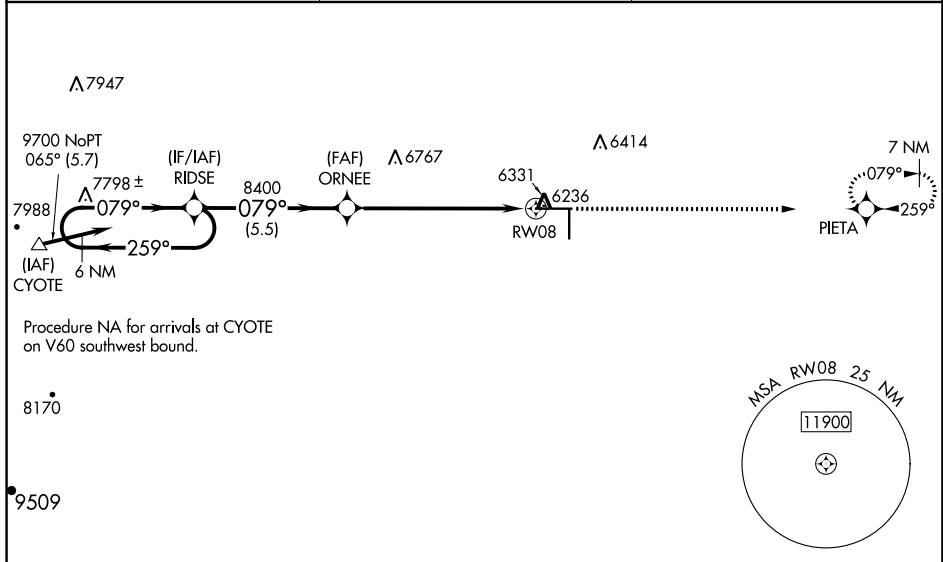 7947
9700 NoPT
065° (5.7)
(IF/IAF)
RIDSE
(FAF)
ORNEE
6767
6414
7 NM
7798 ±
079°
8400
079°
(5.5)
6331
6236
079°
259°
7988
259°
RW08
PIETA
(IAF)
CYOTE
6 NM
Procedure NA for arrivals at CYOTE
on V60 southwest bound.
8170
MSA RW08 25 NM
11900
9509